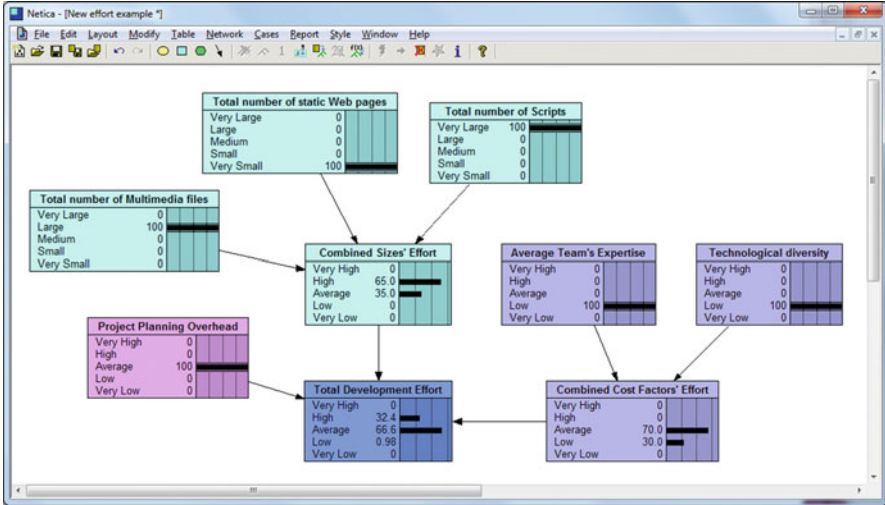 Netica - [New effort example *]
File Edit Layout Modify Table Network Cases Report Style Window Help
Total number of static Web pages
Very Large 0
Large 0
Medium 0
Small 0
Very Small 100
Total number of Scripts
Very Large 100
Large 0
Medium 0
Small 0
Very Small 0
Total number of Multimedia files
Very Large 0
Large 100
Medium 0
Small 0
Very Small 0
Combined Sizes' Effort
Very High 0
High 65.0
Average 35.0
Low 0
Very Low 0
Average Team's Expertise
Very High 0
High 0
Average 0
Low 100
Very Low 0
Technological diversity
Very High 0
High 0
Average 0
Low 100
Very Low 0
Project Planning Overhead
Very High 0
High 0
Average 100
Low 0
Very Low 0
Total Development Effort
Very High 0
High 32.4
Average 66.6
Low 0.98
Very Low 0
Combined Cost Factors' Effort
Very High 0
High 0
Average 70.0
Low 30.0
Very Low 0